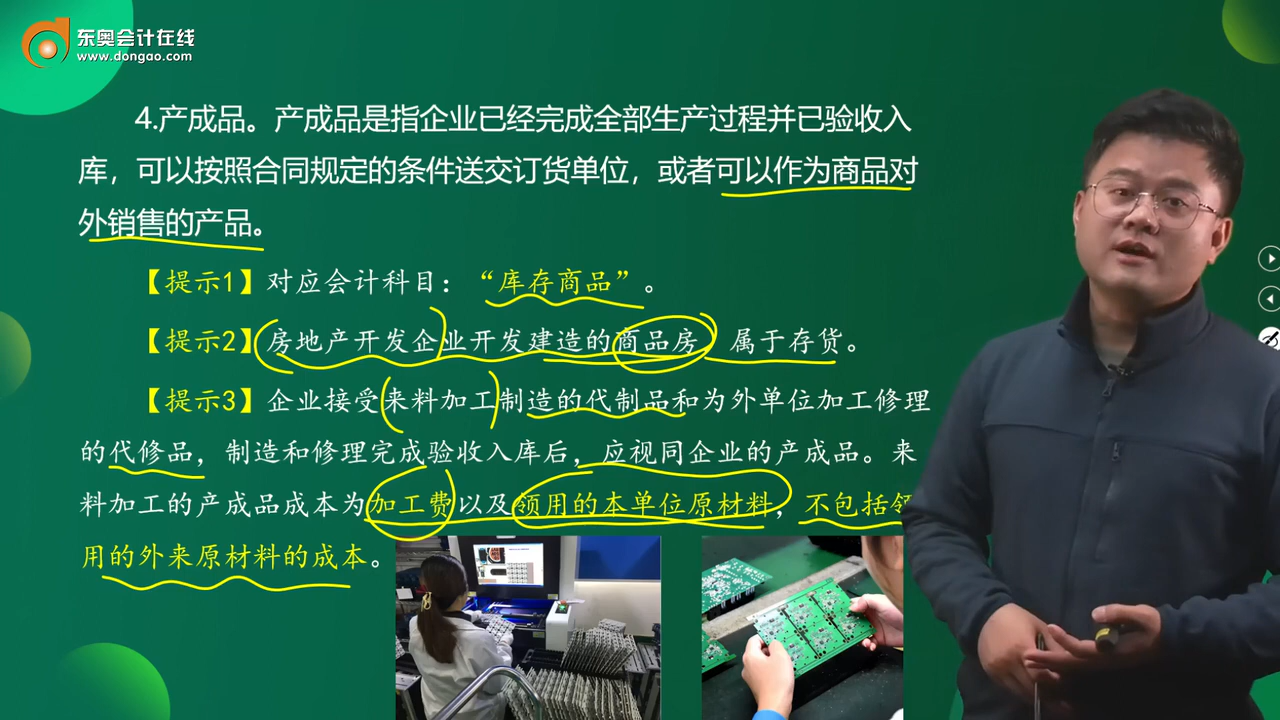 东奥会计在线
www.dongao.com
4.产成品。产成品是指企业已经完成全部生产过程并已验收入
库，可以按照合同规定的条件送交订货单位，或者可以作为商品对
外销售的产品。
【提示1】对应会计科目：“库存商品”。
【提示2】房地产开发企业开发建造的商品房，属于存货。
【提示3】企业接受来料加工制造的代制品和为外单位加工修理
的代修品，制造和修理完成验收入库后，应视同企业的产成品。来
料加工的产成品成本为加工费以及领用的本单位原材料，不包括领
用的外来原材料的成本。